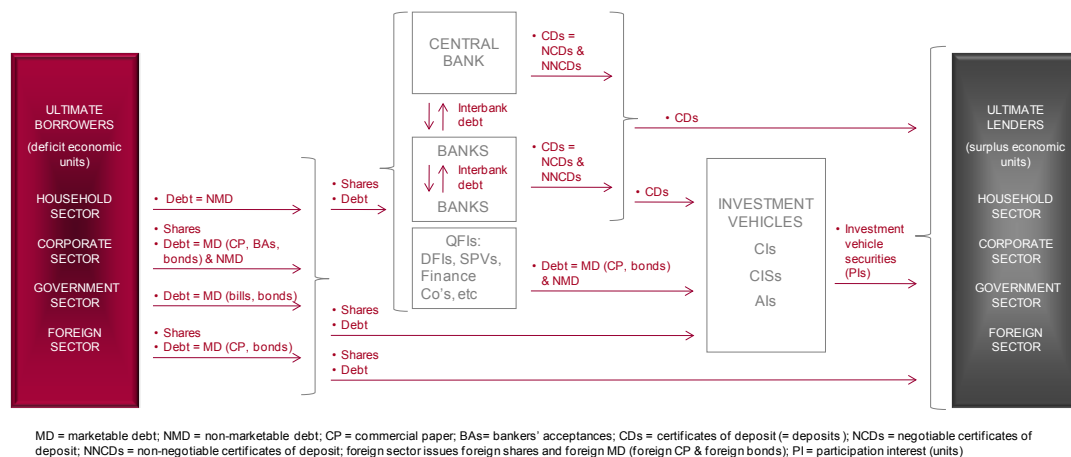 ULTIMATE
BORROWERS
(deficit economic
units)
HOUSEHOLD
SECTOR
CORPORATE
SECTOR
GOVERNMENT
SECTOR
FOREIGN
SECTOR
• Debt = NMD
• Shares
• Debt = MD (CP, BAs,
bonds) & NMD
• Debt = MD (bills, bonds)
• Shares
• Debt = MD (CP, bonds)
• Shares
• Debt
CENTRAL
BANK
Interbank
debt
BANKS
Interbank
debt
BANKS
QFIs:
DFIs, SPVs,
Finance
Co's, etc
• CDs =
NCDs &
NNCDs
• CDs =
NCDs &
NNCDs
• Debt = MD (CP, bonds)
& NMD
• Shares
• Debt
• Shares
• Debt
• CDs
• CDs
INVESTMENT
VEHICLES
CIs
CISs
AIs
• Investment
vehicle
securities
(PIs)
ULTIMATE
LENDERS
(surplus economic
units)
HOUSEHOLD
SECTOR
CORPORATE
SECTOR
GOVERNMENT
SECTOR
FOREIGN
SECTOR
MD = marketable debt; NMD = non-marketable debt; CP = commercial paper; BAs= bankers' acceptances; CDs = certificates of deposit (= deposits ); NCDs = negotiable certificates of
deposit; NNCDs = non-negotiable certificates of deposit; foreign sector issues foreign shares and foreign MD (foreign CP & foreign bonds); PI = participation interest (units)